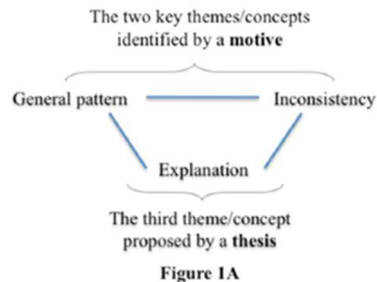 The two key themes/concepts
identified by a motive
General pattern
Inconsistency
Explanation
The third theme/concept
proposed by a thesis
Figure 1A